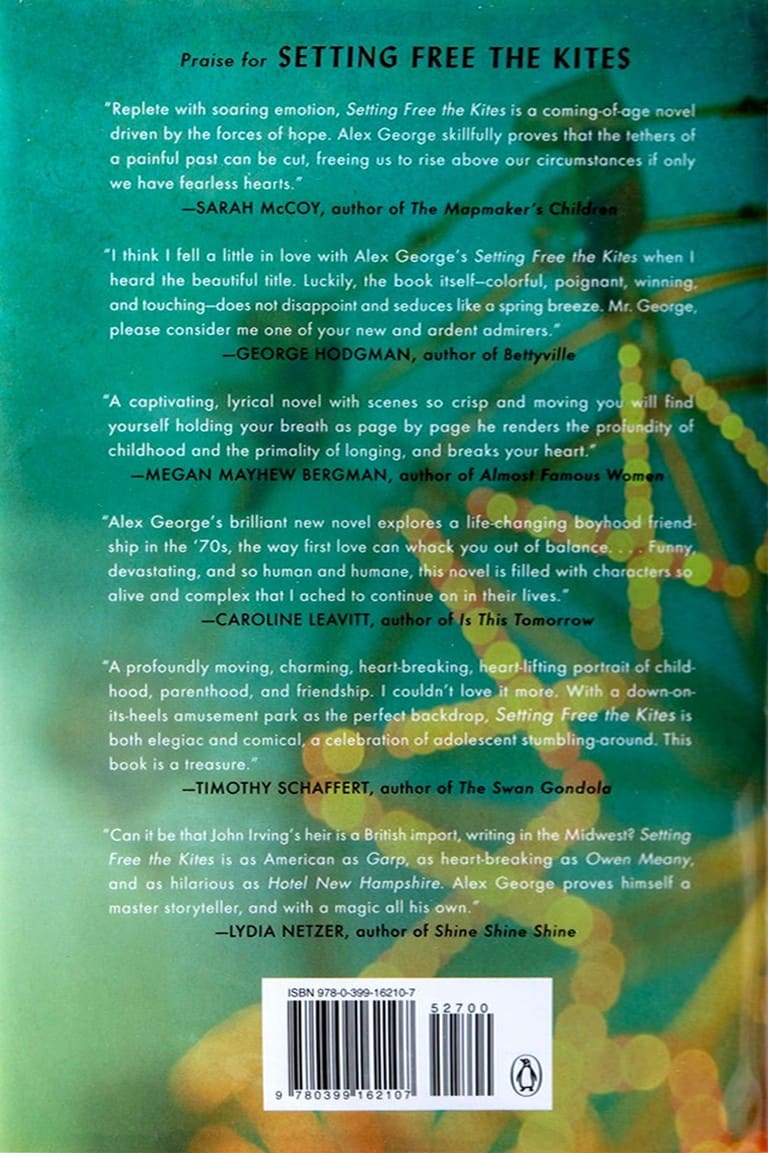 Praise for SETTING FREE THE KITES
“Replete with soaring emotion, Setting Free the Kites is a coming-of-age novel
driven by the forces of hope. Alex George skillfully proves that the tethers of
a painful past can be cut, freeing us to rise above our circumstances if only
we have fearless hearts.”
—SARAH McCOY, author of The Mapmaker’s Children
“I think I fell a little in love with Alex George’s Setting Free the Kites when I
heard the beautiful title. Luckily, the book itself—colorful, poignant, winning,
and touching—does not disappoint and seduces like a spring breeze. Mr. George,
please consider me one of your new and ardent admirers.”
—GEORGE HODGMAN, author of Bettyville
“A captivating, lyrical novel with scenes so crisp and moving you will find
yourself holding your breath as page by page he renders the profundity of
childhood and the primality of longing, and breaks your heart.”
—MEGAN MAYHEW BERGMAN, author of Almost Famous Women
“Alex George’s brilliant new novel explores a life-changing boyhood friend-
ship in the ’70s, the way first love can whack you out of balance. . . . Funny,
devastating, and so human and humane, this novel is filled with characters so
alive and complex that I ached to continue on in their lives.”
—CAROLINE LEAVITT, author of Is This Tomorrow
“A profoundly moving, charming, heart-breaking, heart-lifting portrait of child-
hood, parenthood, and friendship. I couldn’t love it more. With a down-on-
its-heels amusement park as the perfect backdrop, Setting Free the Kites is
both elegiac and comical, a celebration of adolescent stumbling-around. This
book is a treasure.”
—TIMOTHY SCHAFFERT, author of The Swan Gondola
“Can it be that John Irving’s heir is a British import, writing in the Midwest? Setting
Free the Kites is as American as Garp, as heart-breaking as Owen Meany,
and as hilarious as Hotel New Hampshire. Alex George proves himself a
master storyteller, and with a magic all his own.”
—LYDIA NETZER, author of Shine Shine Shine
ISBN 978-0-399-16210-7
52700
9 780399 162107